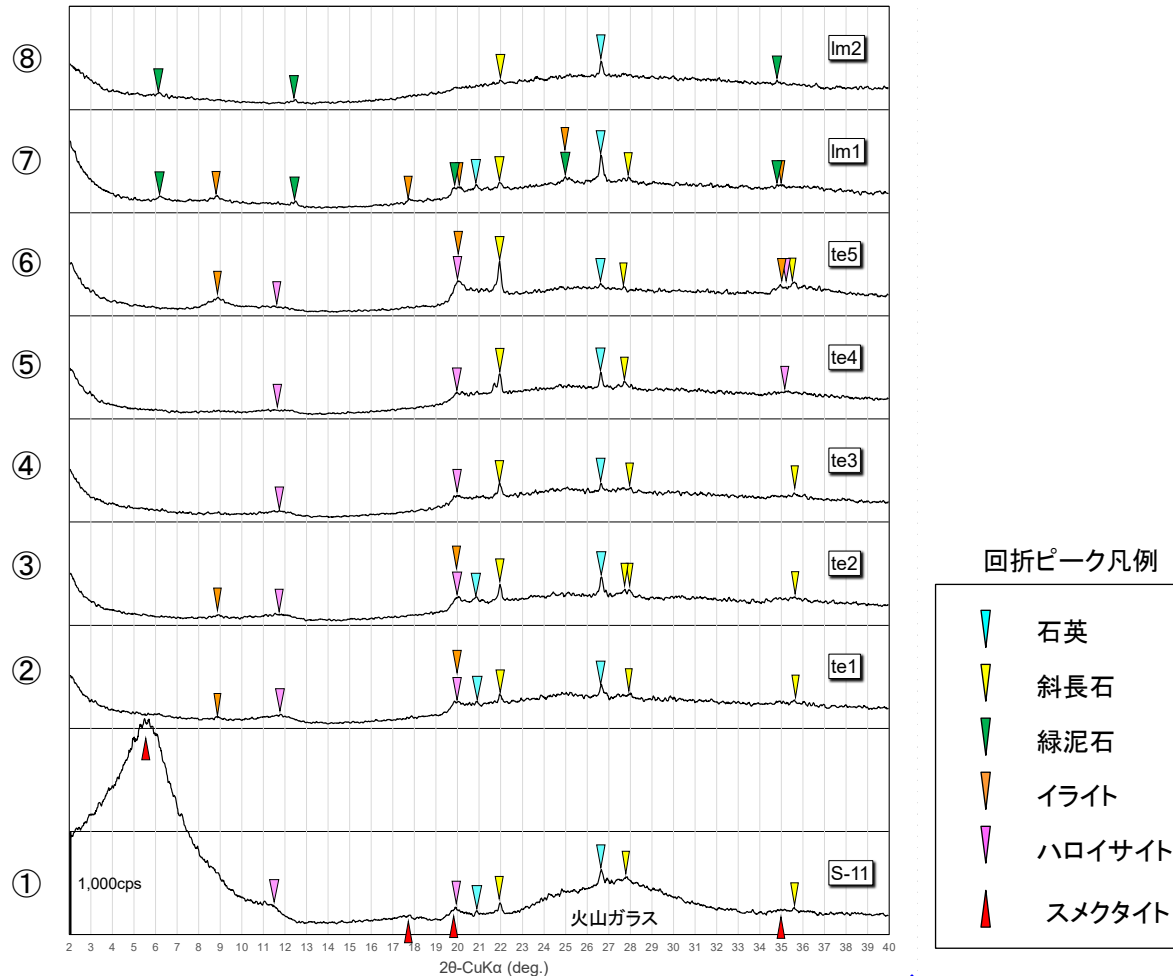 ⑧ lm2
⑦ lm1
⑥ te5
⑤ te4
④ te3
③ te2
② te1
① 1,000cps 火山ガラス S-11
2 3 4 5 6 7 8 9 10 11 12 13 14 15 16 17 18 19 20 21 22 23 24 25 26 27 28 29 30 31 32 33 34 35 36 37 38 39 40
2θ-CuKα (deg.)
回折ピーク凡例
石英
斜長石
緑泥石
イライト
ハロイサイト
スメクタイト